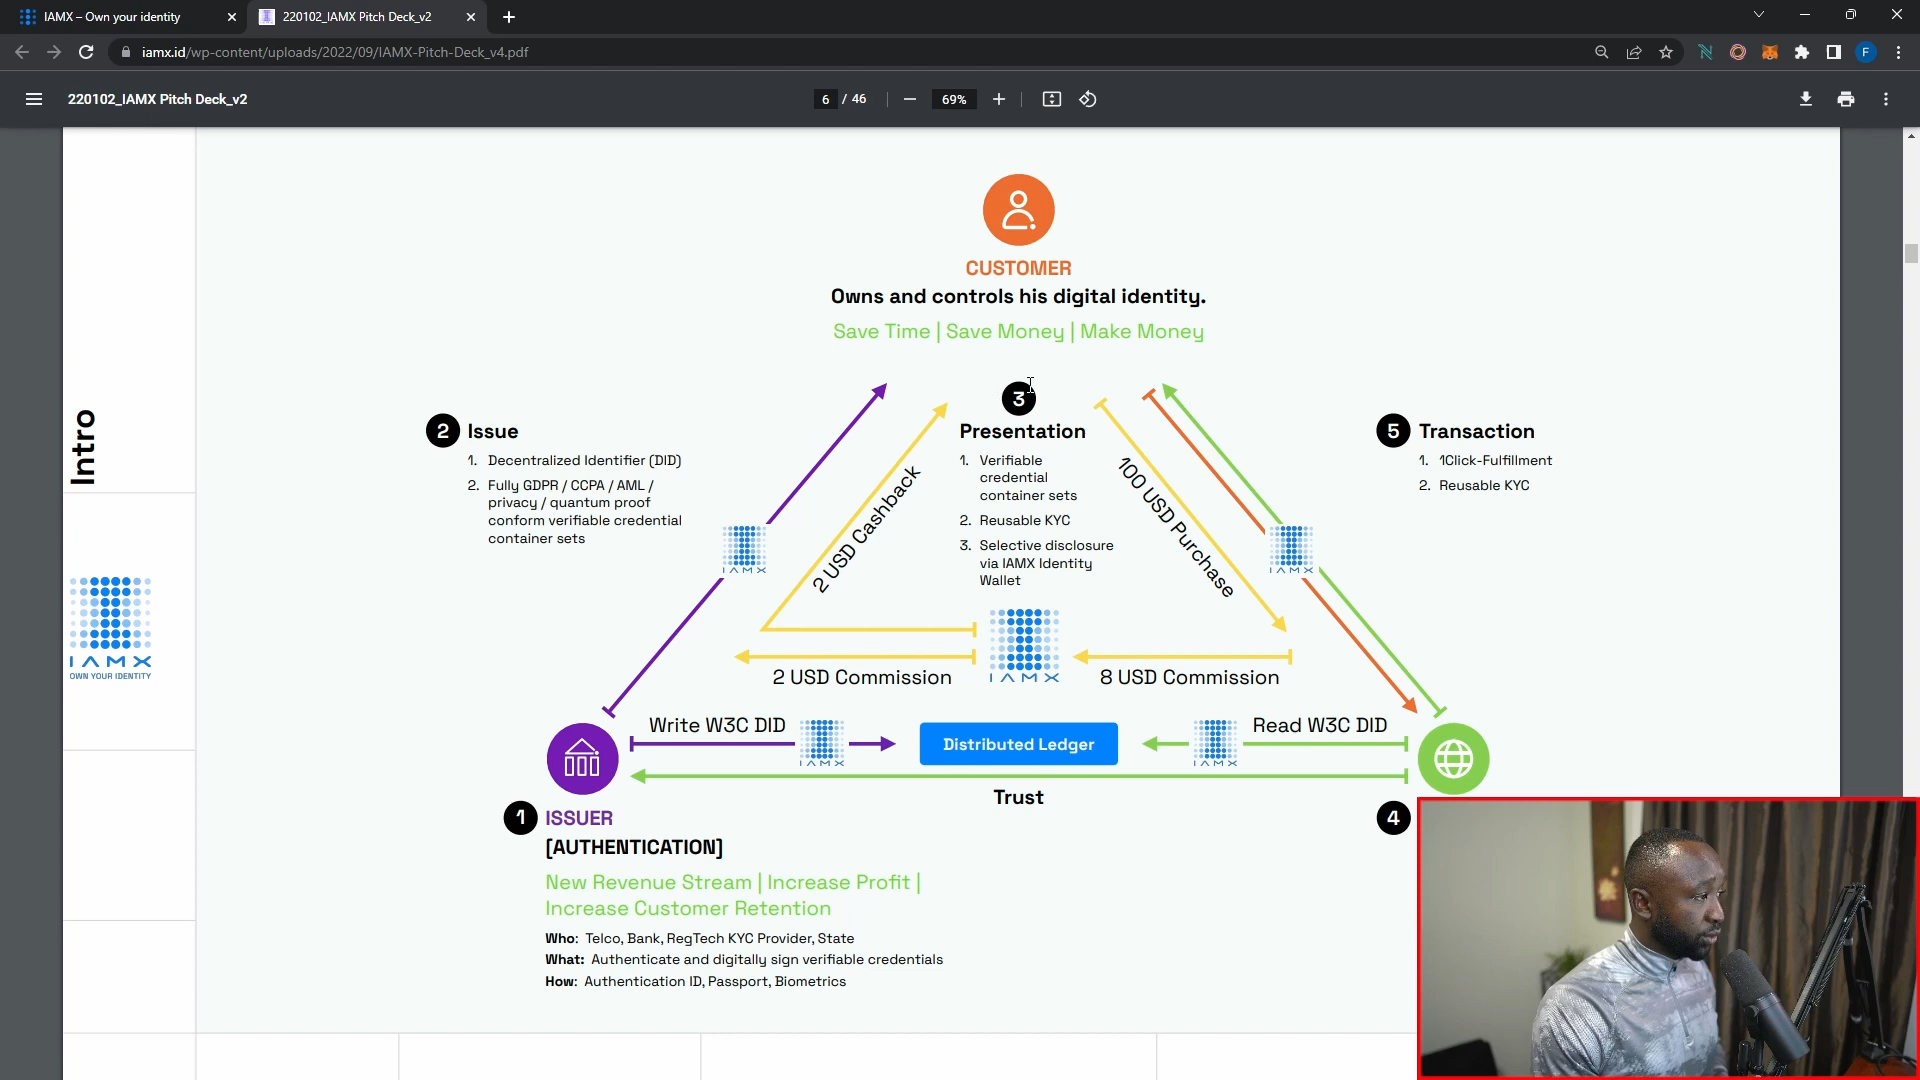 IAMX – Own your identity
220102_IAMX Pitch Deck_v2
iamx.id/wp-content/uploads/2022/09/IAMX-Pitch-Deck_v4.pdf
F
220102_IAMX Pitch Deck_v2
6 / 46
69%
Intro
IAMX
OWN YOUR IDENTITY
CUSTOMER
Owns and controls his digital identity.
Save Time | Save Money | Make Money
2 Issue
1. Decentralized Identifier (DID)
2. Fully GDPR / CCPA / AML /
privacy / quantum proof
conform verifiable credential
container sets
3
Presentation
1. Verifiable
credential
container sets
2. Reusable KYC
3. Selective disclosure
via IAMX Identity
Wallet
5 Transaction
1. 1Click-Fulfillment
2. Reusable KYC
IAMX
2 USD Cashback
100 USD Purchase
IAMX
IAMX
2 USD Commission
8 USD Commission
Write W3C DID
IAMX
Distributed Ledger
IAMX
Read W3C DID
Trust
1 ISSUER
[AUTHENTICATION]
New Revenue Stream | Increase Profit |
Increase Customer Retention
Who: Telco, Bank, RegTech KYC Provider, State
What: Authenticate and digitally sign verifiable credentials
How: Authentication ID, Passport, Biometrics
4